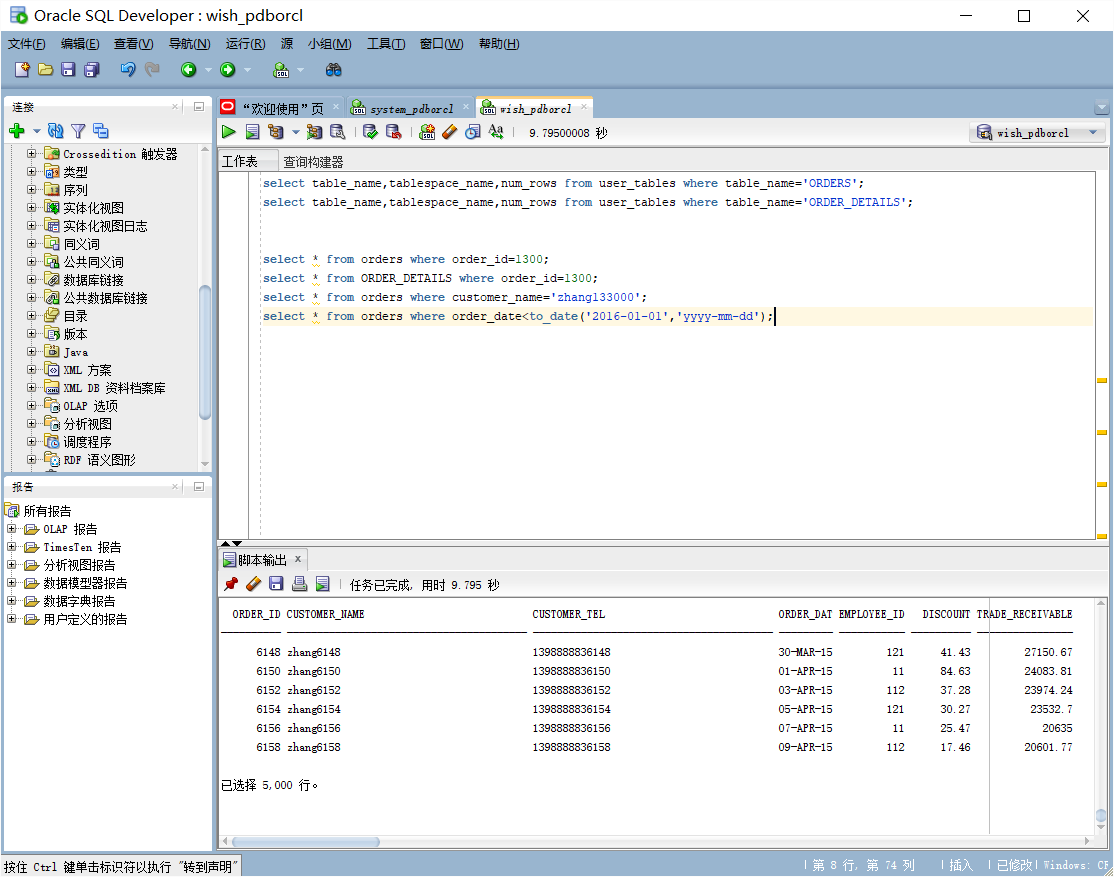 Oracle SQL Developer : wish_pdborcl
文件(F) 编辑(E) 查看(V) 导航(N) 运行(R) 源 小组(M) 工具(T) 窗口(W) 帮助(H)
连接
Crossedition 触发器
类型
序列
实体化视图
实体化视图日志
同义词
公共同义词
数据库链接
公共数据库链接
目录
版本
Java
XML 方案
XML DB 资料档案库
OLAP 选项
分析视图
调度程序
RDF 语义图形
报告
所有报告
OLAP 报告
TimesTen 报告
分析视图报告
数据模型器报告
数据字典报告
用户定义的报告
“欢迎使用”页 system_pdborcl wish_pdborcl
9.79500008 秒 wish_pdborcl
工作表 查询构建器
select table_name,tablespace_name,num_rows from user_tables where table_name='ORDERS';
select table_name,tablespace_name,num_rows from user_tables where table_name='ORDER_DETAILS';
select * from orders where order_id=1300;
select * from ORDER_DETAILS where order_id=1300;
select * from orders where customer_name='zhang133000';
select * from orders where order_date<to_date('2016-01-01','yyyy-mm-dd');
脚本输出
任务已完成, 用时 9.795 秒
ORDER_ID CUSTOMER_NAME CUSTOMER_TEL ORDER_DAT EMPLOYEE_ID DISCOUNT TRADE_RECEIVABLE
6148 zhang6148 1398888836148 30-MAR-15 121 41.43 27150.67
6150 zhang6150 1398888836150 01-APR-15 11 84.63 24083.81
6152 zhang6152 1398888836152 03-APR-15 112 37.28 23974.24
6154 zhang6154 1398888836154 05-APR-15 121 30.27 23532.7
6156 zhang6156 1398888836156 07-APR-15 11 25.47 20635
6158 zhang6158 1398888836158 09-APR-15 112 17.46 20601.77
已选择 5,000 行。
按住 Ctrl 键单击标识符以执行 "转到声明" 第 8 行, 第 74 列 插入 已修改 Windows: CR